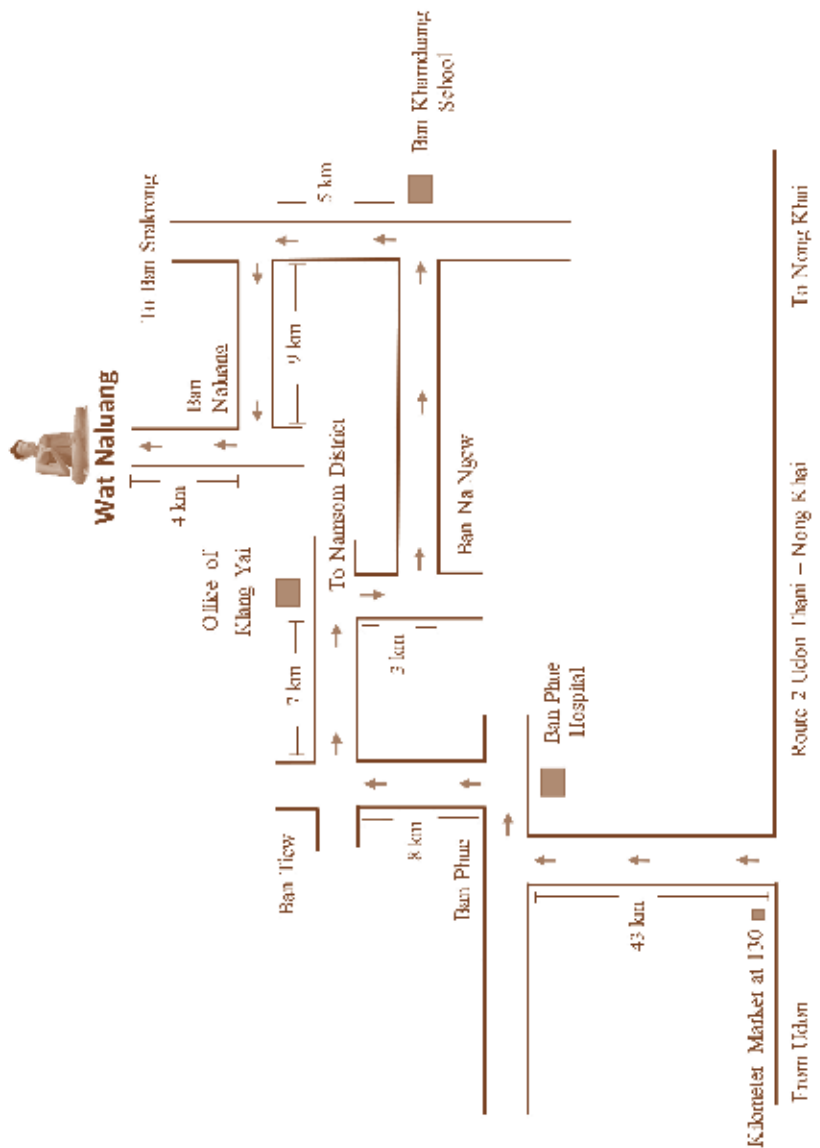 Wat Naluang
To Ban Srakrong
Ban
Naluang
4 km
5 km
9 km
Ban Khamduang
School
Office of
Klang Yai
To Namsom District
7 km
3 km
Ban Na Ngew
Ban Tiew
8 km
Ban Phue
Ban Phue
Hospital
43 km
Kilometer Market at 130
From Udon
Route 2 Udon Thani – Nong Khai
To Nong Khai